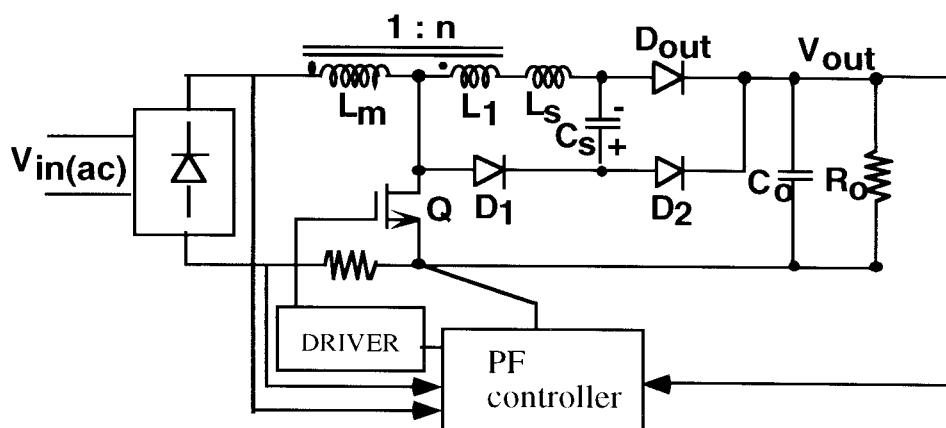 1 : n
Dout
Vout
Lm
L1
Ls
Cs
-
+
Vin(ac)
D1
D2
Co
Ro
Q
DRIVER
PF
controller